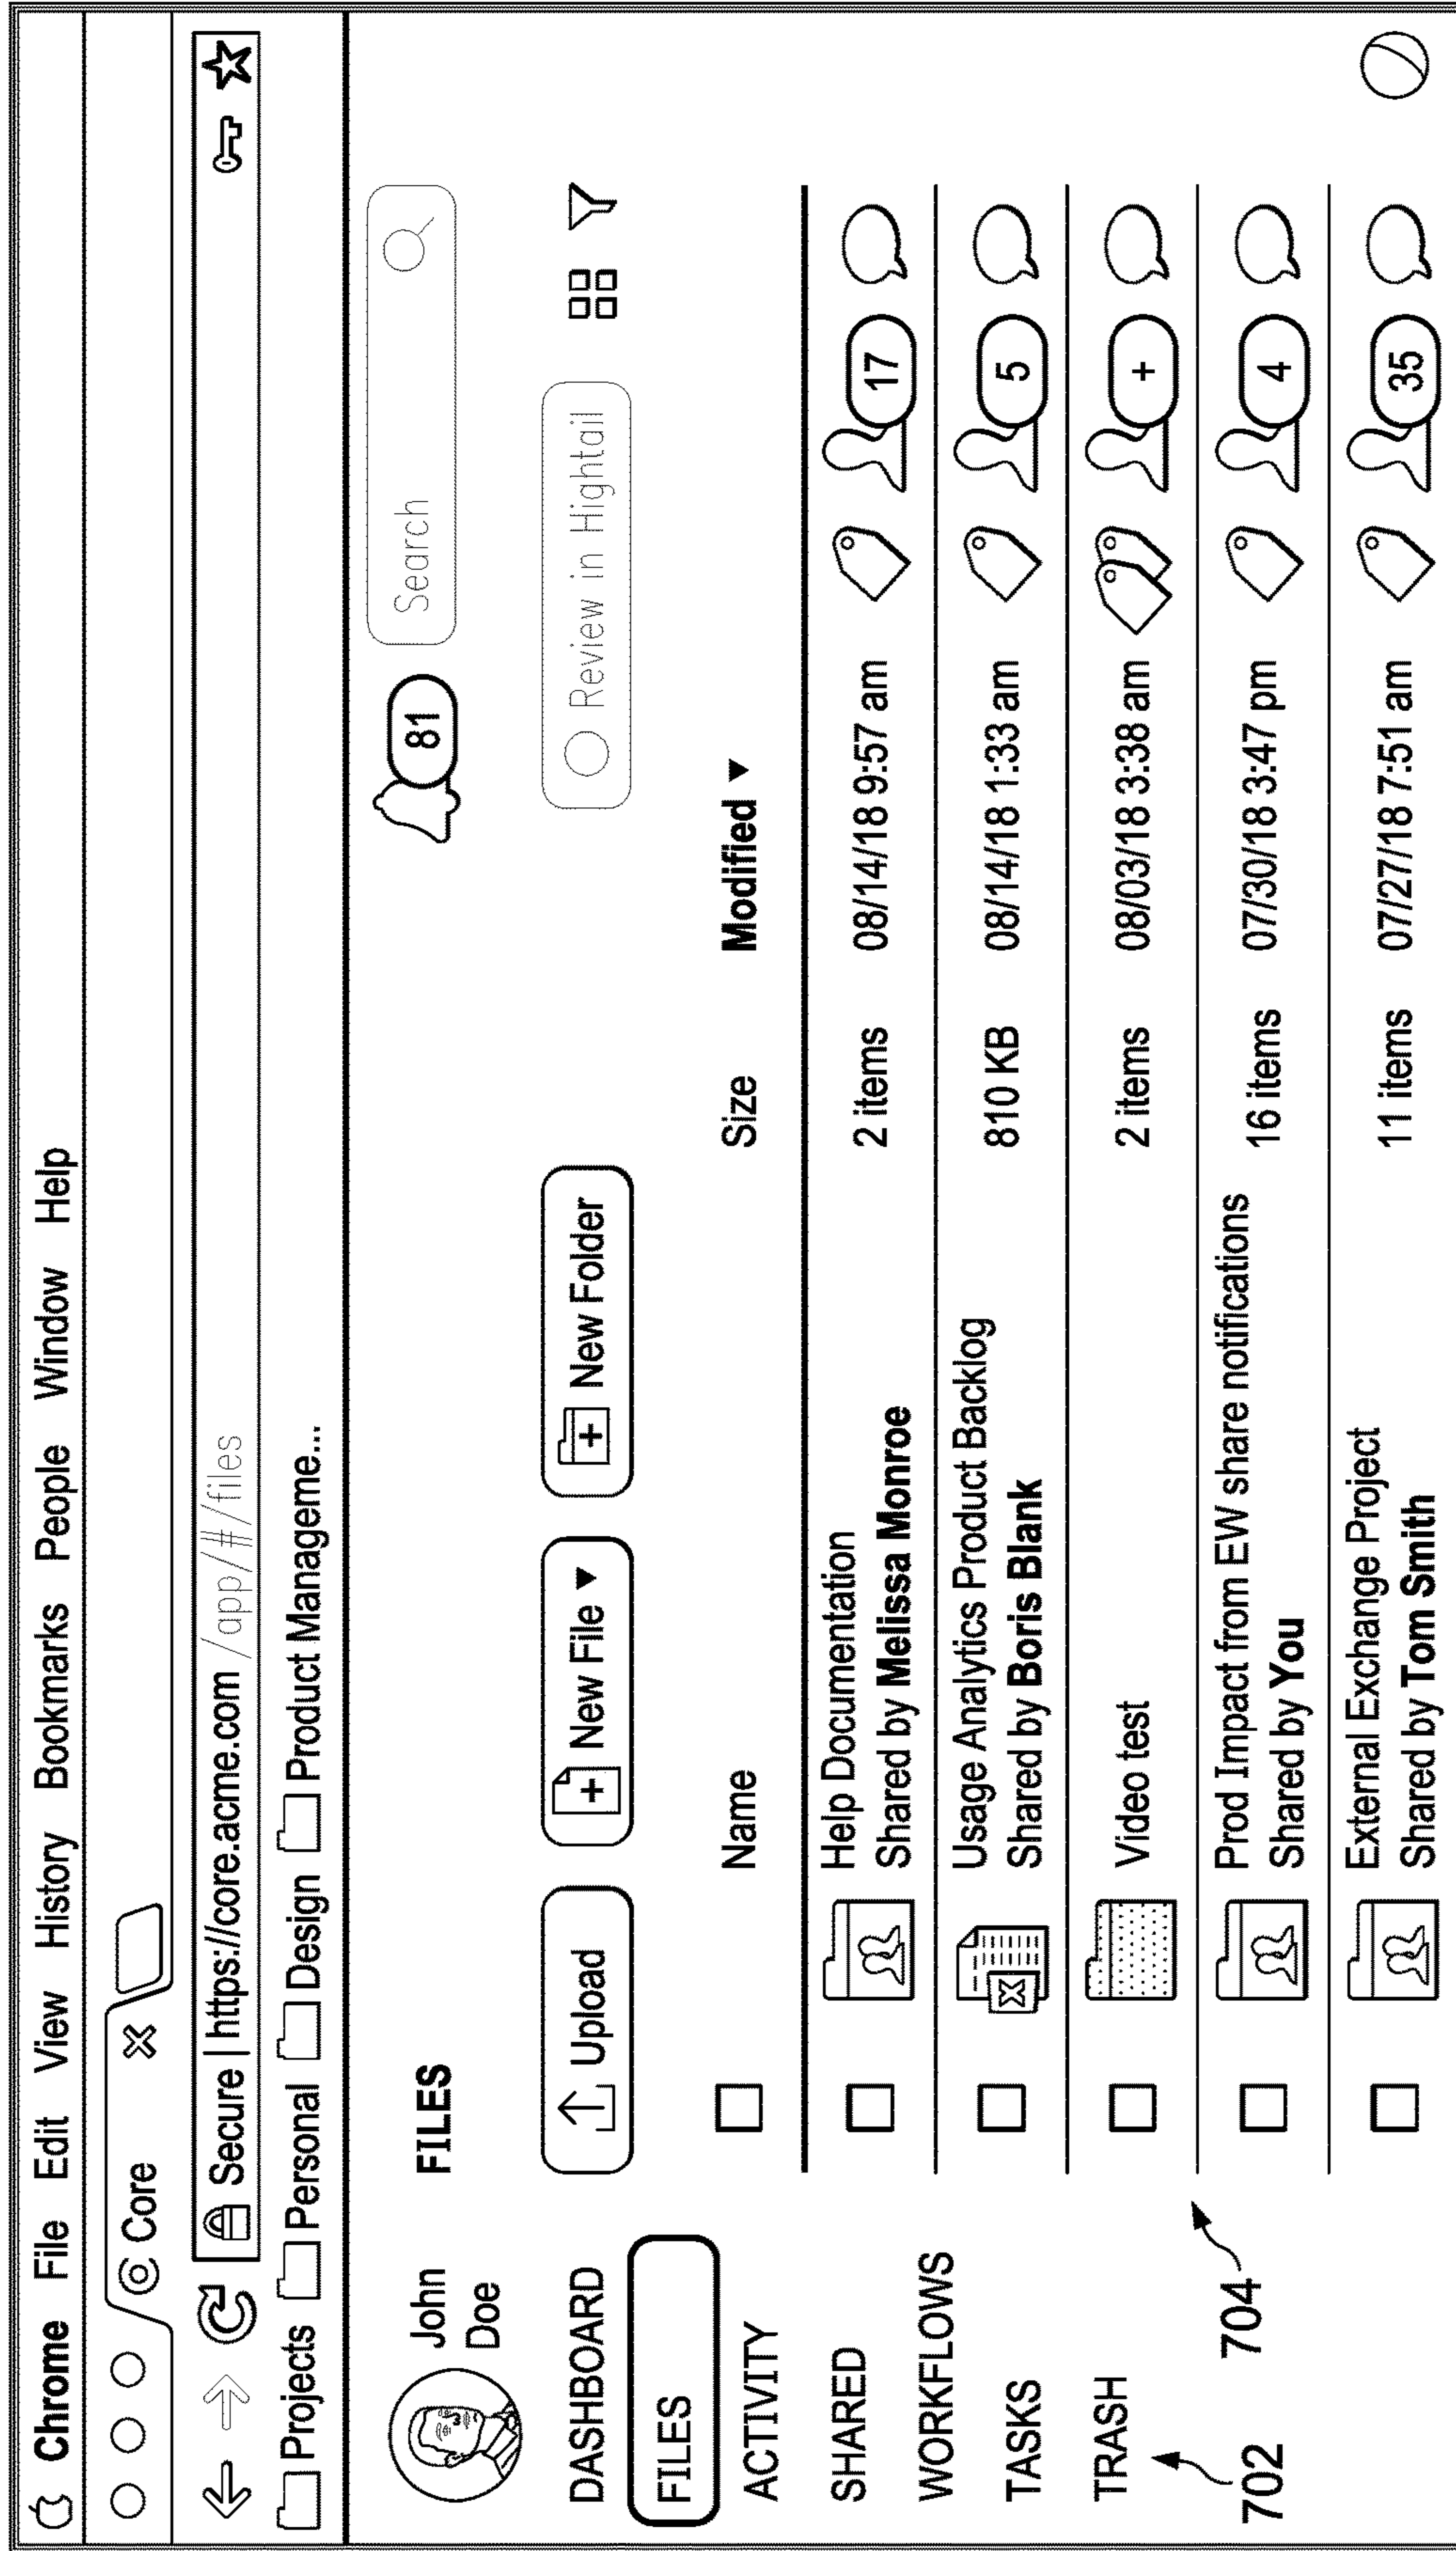 Chrome File Edit View History Bookmarks People Window Help
Core
Secure | https://core.acme.com /app/#/files
Projects Personal Design Product Manageme...
John
Doe
FILES
81
Search
Upload New File New Folder
Review in Hightail
DASHBOARD
FILES
ACTIVITY
SHARED
WORKFLOWS
TASKS
TRASH
702
704
Name Size Modified ▼
Help Documentation 2 items 08/14/18 9:57 am 17
Shared by Melissa Monroe
Usage Analytics Product Backlog 810 KB 08/14/18 1:33 am 5
Shared by Boris Blank
Video test 2 items 08/03/18 3:38 am +
Prod Impact from EW share notifications 16 items 07/30/18 3:47 pm 4
Shared by You
External Exchange Project 11 items 07/27/18 7:51 am 35
Shared by Tom Smith